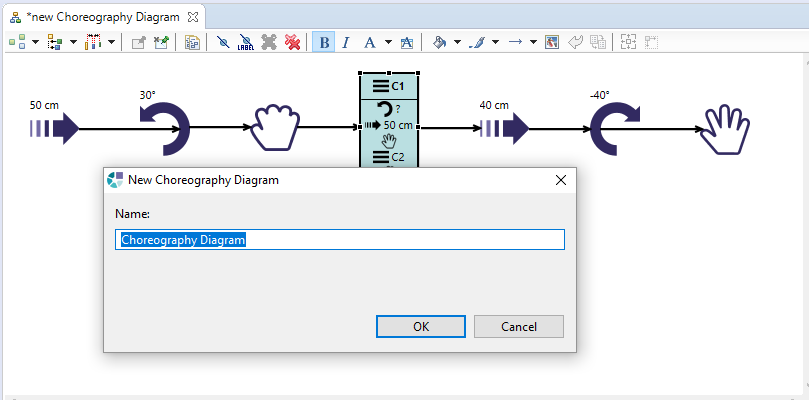 *new Choreography Diagram
LABEL
B I A A
50 cm
30°
C1
?
50 cm
C2
40 cm
-40°
New Choreography Diagram
Name:
Choreography Diagram
OK
Cancel